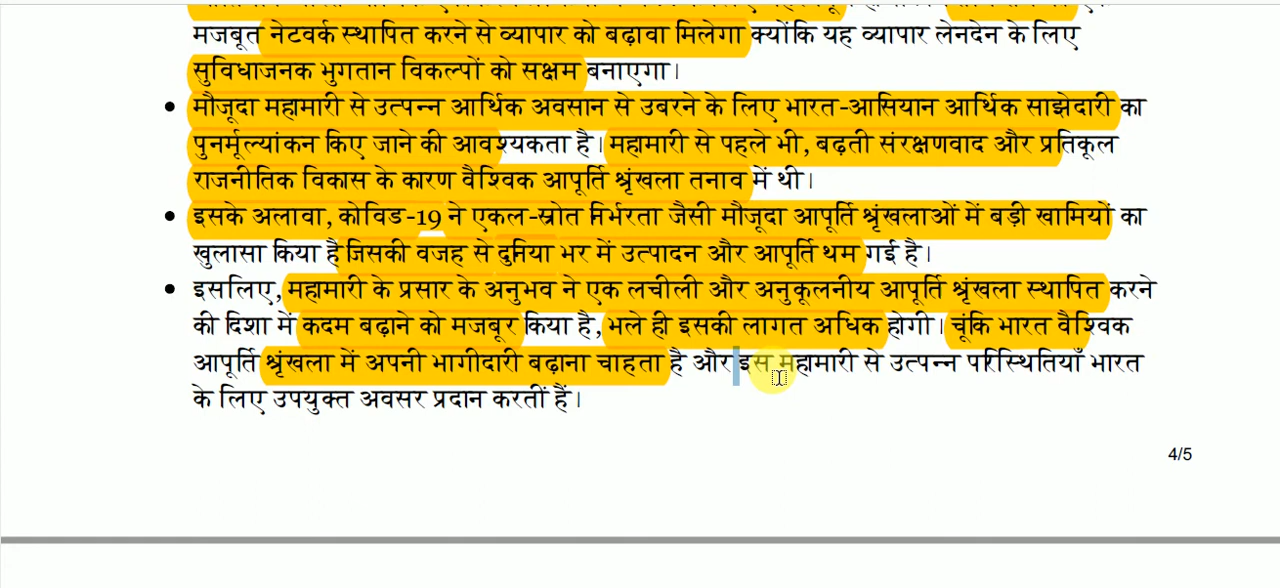 मजबूत नेटवर्क स्थापित करने से व्यापार को बढ़ावा मिलेगा क्योंकि यह व्यापार लेनदेन के लिए
सुविधाजनक भुगतान विकल्पों को सक्षम बनाएगा।
• मौजूदा महामारी से उत्पन्न आर्थिक अवसान से उबरने के लिए भारत-आसियान आर्थिक साझेदारी का
पुनर्मूल्यांकन किए जाने की आवश्यकता है। महामारी से पहले भी, बढ़ती संरक्षणवाद और प्रतिकूल
राजनीतिक विकास के कारण वैश्विक आपूर्ति श्रृंखला तनाव में थी।
• इसके अलावा, कोविड-19 ने एकल-स्रोत निर्भरता जैसी मौजूदा आपूर्ति श्रृंखलाओं में बड़ी खामियों का
खुलासा किया है जिसकी वजह से दुनिया भर में उत्पादन और आपूर्ति थम गई है।
• इसलिए, महामारी के प्रसार के अनुभव ने एक लचीली और अनुकूलनीय आपूर्ति श्रृंखला स्थापित करने
की दिशा में कदम बढ़ाने को मजबूर किया है, भले ही इसकी लागत अधिक होगी। चूंकि भारत वैश्विक
आपूर्ति श्रृंखला में अपनी भागीदारी बढ़ाना चाहता है और इस महामारी से उत्पन्न परिस्थितियाँ भारत
के लिए उपयुक्त अवसर प्रदान करतीं हैं।
4/5